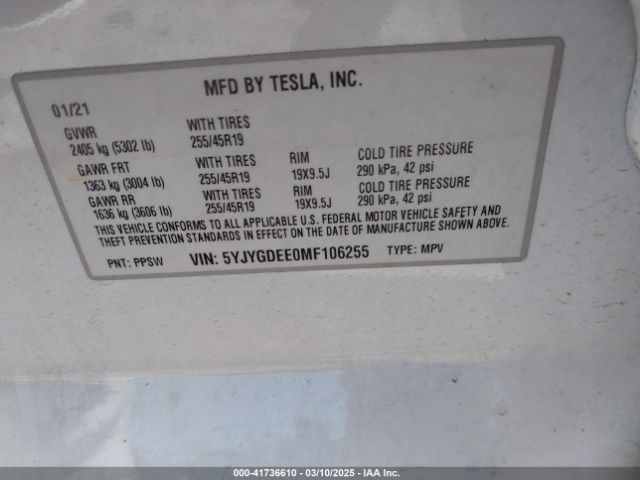 MFD BY TESLA, INC.
01/21
GVWR WITH TIRES
2405 kg (5302 lb) 255/45R19
GAWR FRT WITH TIRES RIM COLD TIRE PRESSURE
1363 kg (3004 lb) 255/45R19 19X9.5J 290 kPa, 42 psi
GAWR RR WITH TIRES RIM COLD TIRE PRESSURE
1636 kg (3606 lb) 255/45R19 19X9.5J 290 kPa, 42 psi
THIS VEHICLE CONFORMS TO ALL APPLICABLE U.S. FEDERAL MOTOR VEHICLE SAFETY AND
THEFT PREVENTION STANDARDS IN EFFECT ON THE DATE OF MANUFACTURE SHOWN ABOVE.
PNT: PPSW VIN: 5YJYGDEE0MF106255 TYPE: MPV
000-41736610 - 03/10/2025 - IAA Inc.